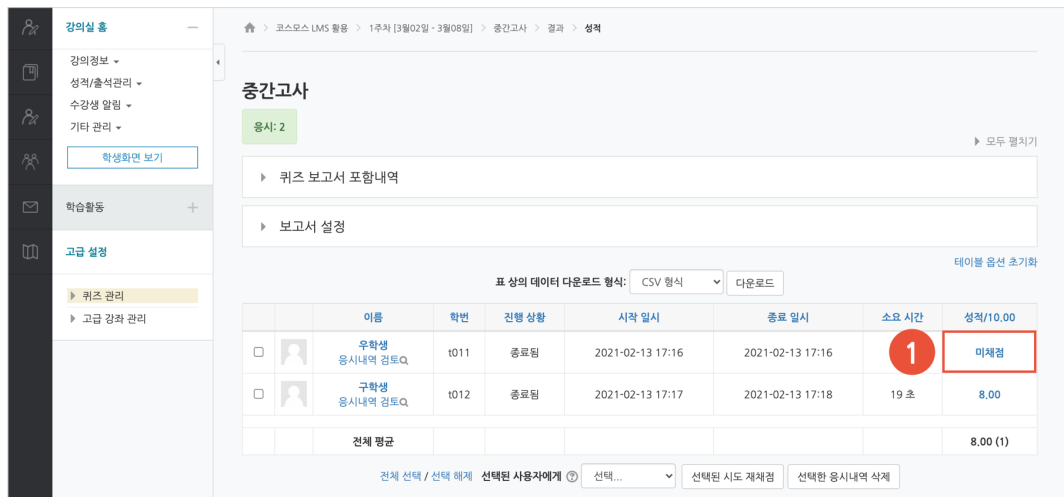 강의실 홈
강의정보
성적/출석관리
수강생 알림
기타 관리
학생화면 보기
학습활동
고급 설정
퀴즈 관리
고급 강좌 관리
코스모스 LMS 활용 > 1주차 [3월02일 - 3월08일] > 중간고사 > 결과 > 성적
중간고사
응시: 2
모두 펼치기
퀴즈 보고서 포함내역
보고서 설정
테이블 옵션 초기화
표 상의 데이터 다운로드 형식: CSV 형식 다운로드
이름 학번 진행 상황 시작 일시 종료 일시 소요 시간 성적/10.00
우학생
응시내역 검토
t011 종료됨 2021-02-13 17:16 2021-02-13 17:16 1 미채점
구학생
응시내역 검토
t012 종료됨 2021-02-13 17:17 2021-02-13 17:18 19 초 8.00
전체 평균 8.00 (1)
전체 선택 / 선택 해제 선택된 사용자에게 ? 선택... 선택된 시도 재채점 선택한 응시내역 삭제